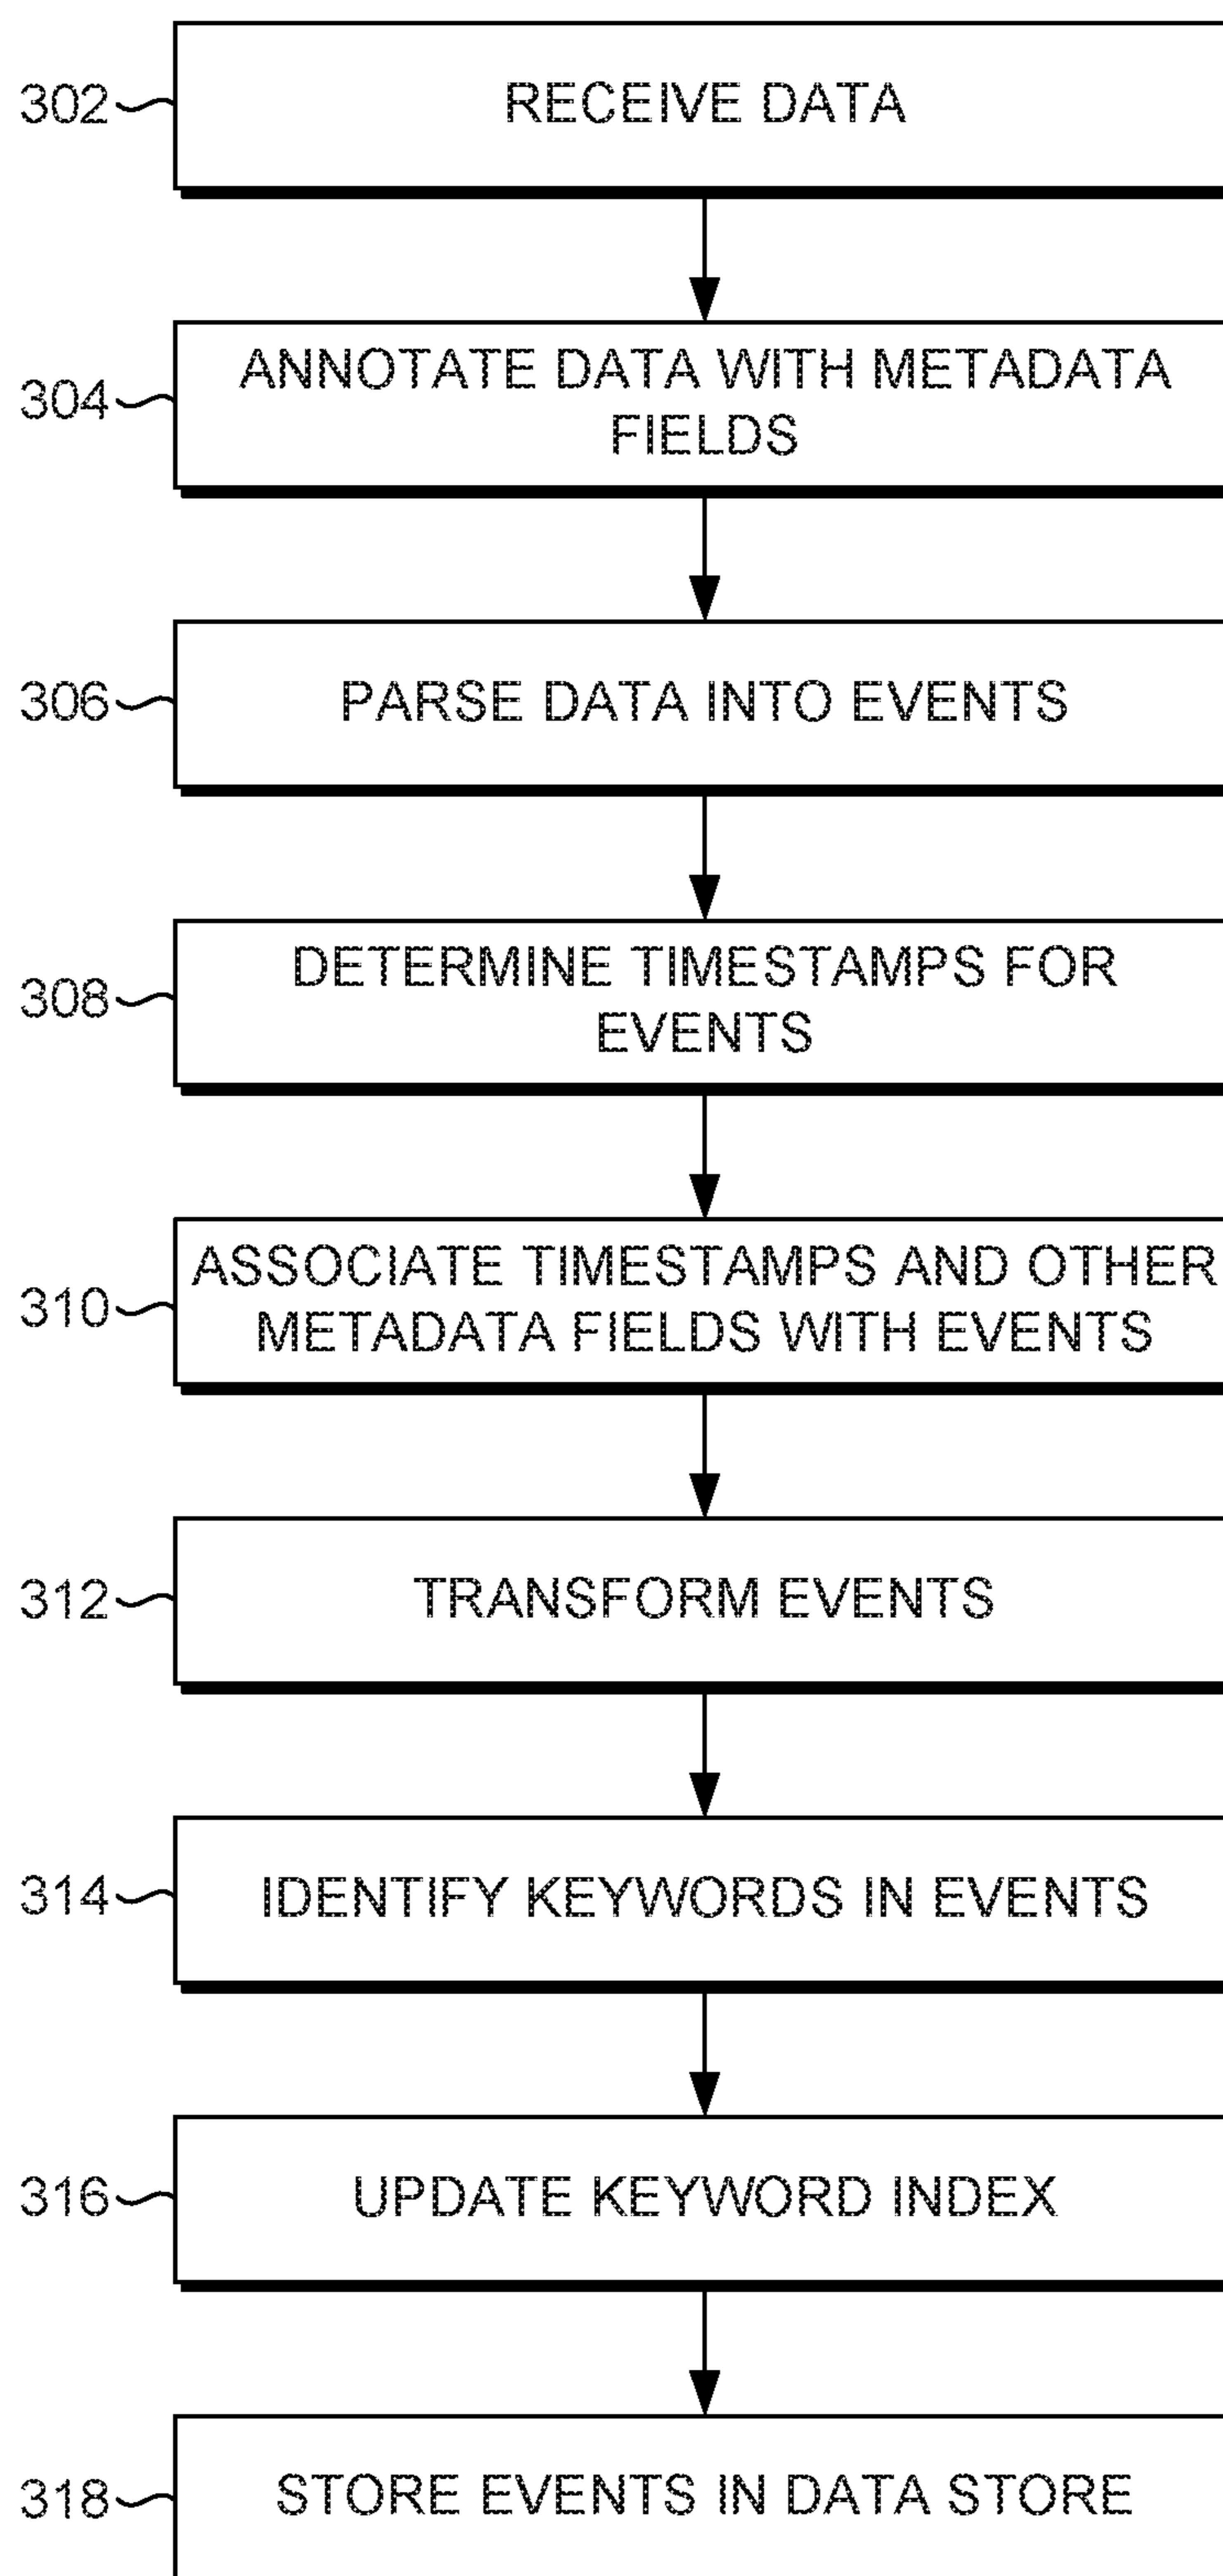 302
RECEIVE DATA
304
ANNOTATE DATA WITH METADATA
FIELDS
306
PARSE DATA INTO EVENTS
308
DETERMINE TIMESTAMPS FOR
EVENTS
310
ASSOCIATE TIMESTAMPS AND OTHER
METADATA FIELDS WITH EVENTS
312
TRANSFORM EVENTS
314
IDENTIFY KEYWORDS IN EVENTS
316
UPDATE KEYWORD INDEX
318
STORE EVENTS IN DATA STORE